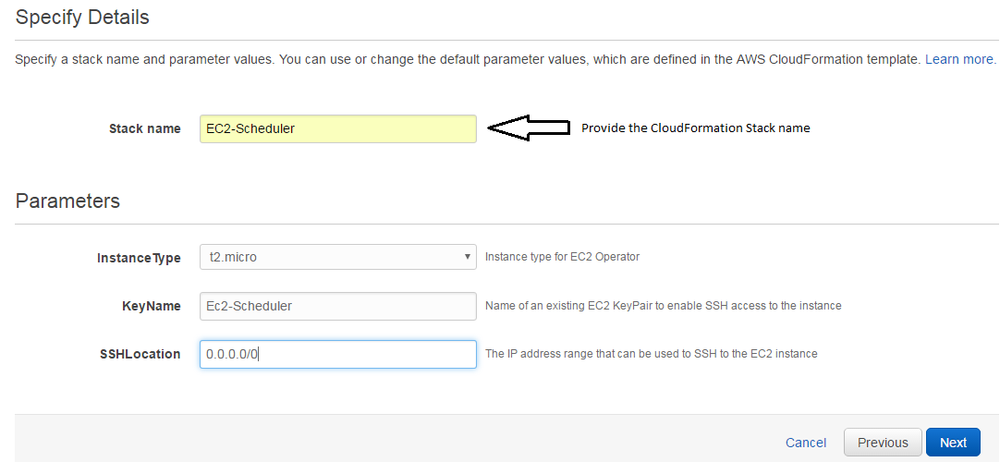 Specify Details
Specify a stack name and parameter values. You can use or change the default parameter values, which are defined in the AWS CloudFormation template. Learn more.
Stack name EC2-Scheduler Provide the CloudFormation Stack name
Parameters
InstanceType t2.micro Instance type for EC2 Operator
KeyName Ec2-Scheduler Name of an existing EC2 KeyPair to enable SSH access to the instance
SSHLocation 0.0.0.0/0 The IP address range that can be used to SSH to the EC2 instance
Cancel Previous Next